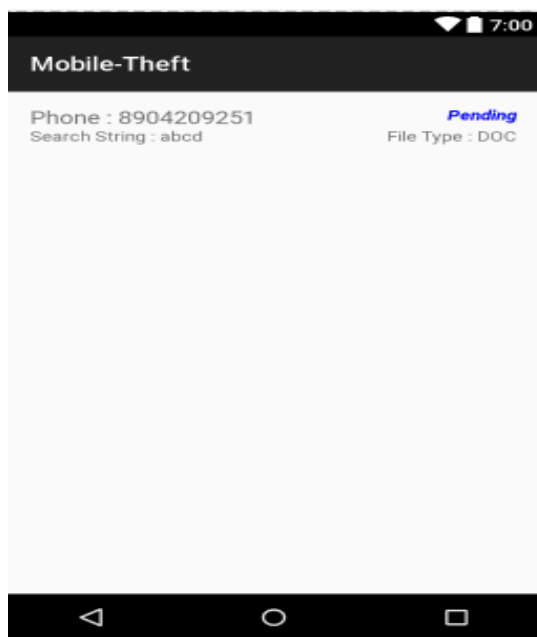 7:00
Mobile-Theft
Phone : 8904209251
Pending
Search String : abcd
File Type : DOC